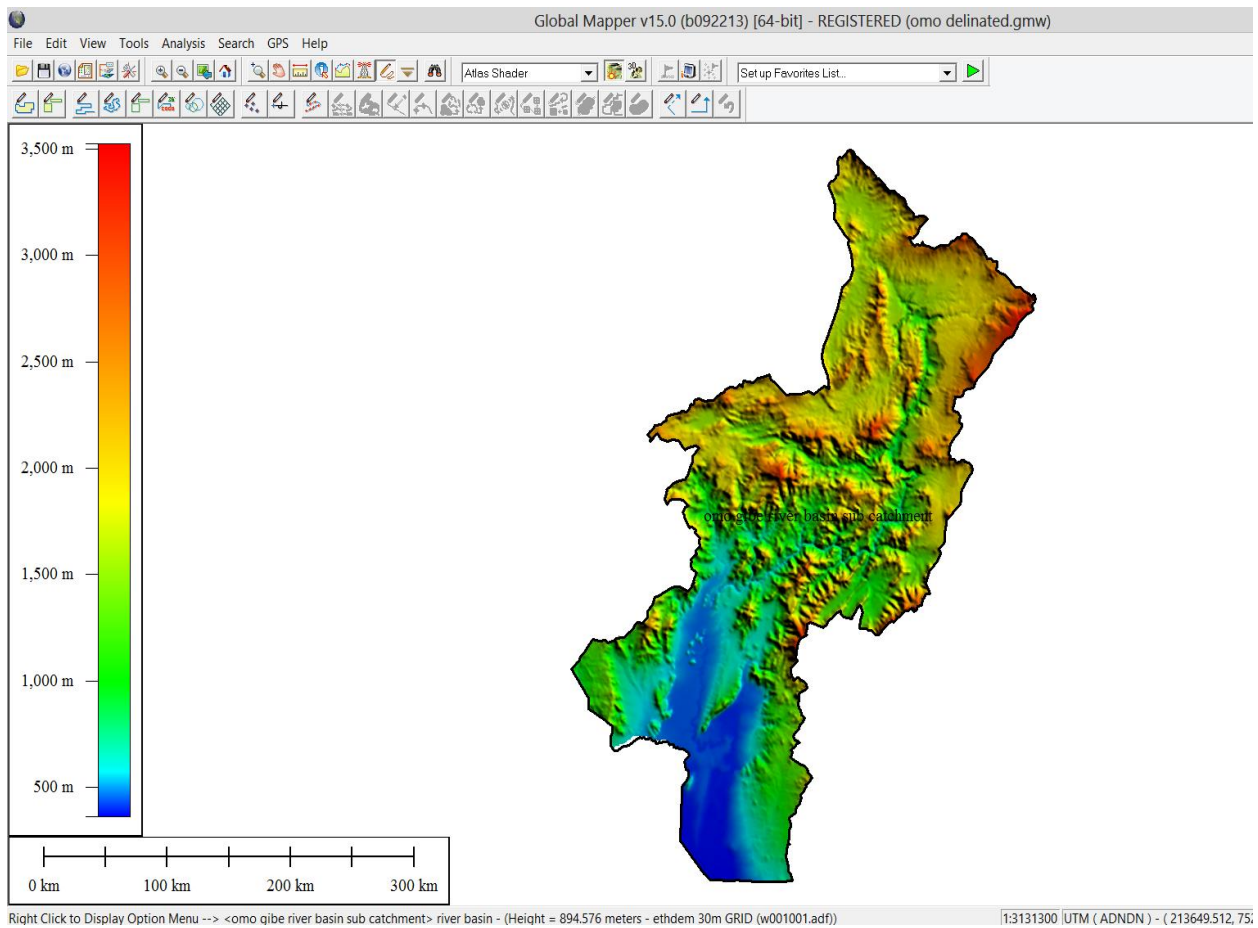 Global Mapper v15.0 (b092213) [64-bit] - REGISTERED (omo delinated.gmw)
File Edit View Tools Analysis Search GPS Help
Atlas Shader
Set up Favorites List...
3,500 m
3,000 m
2,500 m
2,000 m
1,500 m
1,000 m
500 m
omo gibe river basin sub catchment
0 km 100 km 200 km 300 km
Right Click to Display Option Menu --> <omo gibe river basin sub catchment> river basin - (Height = 894.576 meters - ethdem 30m GRID (w001001.adf))
1:3131300 UTM ( ADNDN ) - ( 213649.512, 752